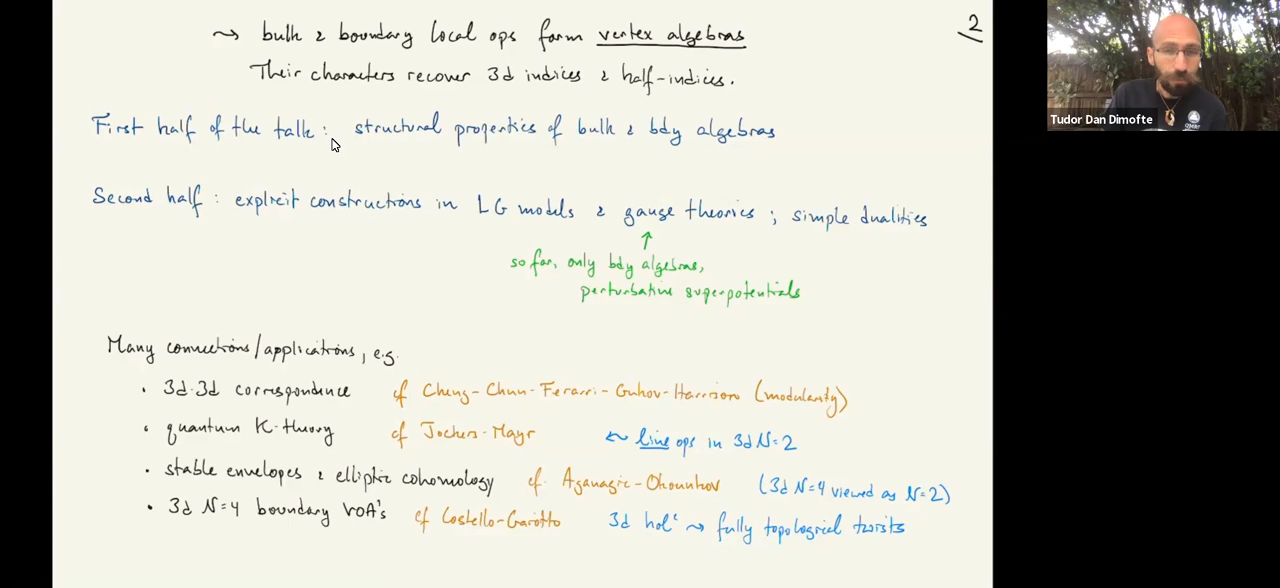 ⇝ bulk & boundary local ops form vertex algebras
2
Their characters recover 3d indices & half-indices.
First half of the talk: structural properties of bulk & bdy algebras
Second half: explicit constructions in LG models & gauge theories; simple dualities
↑
so far, only bdy algebras,
perturbative superpotentials
Many connections/applications, e.g.
• 3d-3d correspondence cf Cheng-Chun-Ferarri-Gukov-Harrison (modularity)
• quantum K-theory cf Jockers-Mayr ⇜ line ops in 3d N=2
• stable envelopes & elliptic cohomology cf. Aganagic-Okounkov (3d N=4 viewed as N=2)
• 3d N=4 boundary VOA's cf Costello-Gaiotto 3d hol' ⇝ fully topological twists
Tudor Dan Dimofte